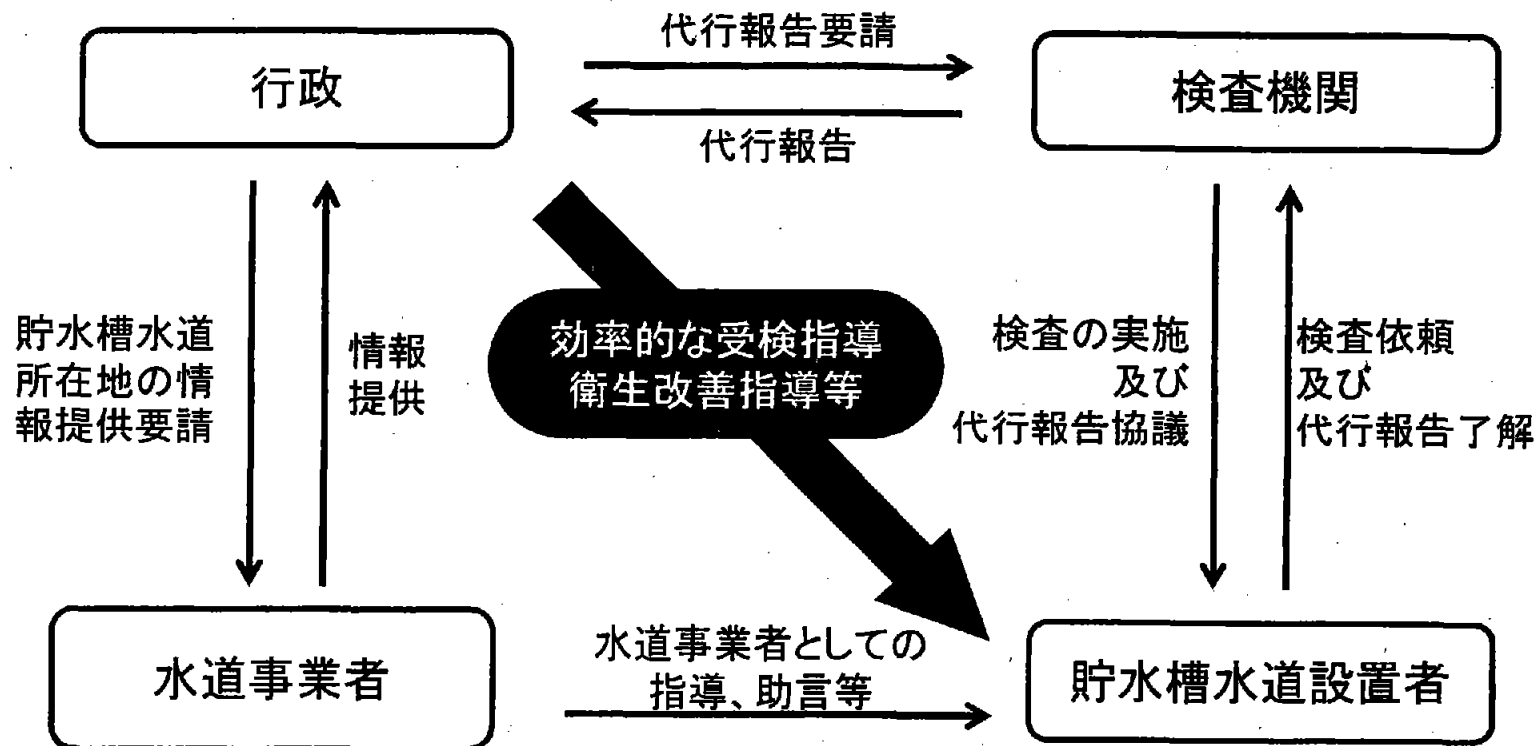 代行報告要請
行政
検査機関
代行報告
貯水槽水道
所在地の情
報提供要請
情報
提供
効率的な受検指導
衛生改善指導等
検査の実施
及び
代行報告協議
検査依頼
及び
代行報告了解
水道事業者
水道事業者としての
指導、助言等
貯水槽水道設置者